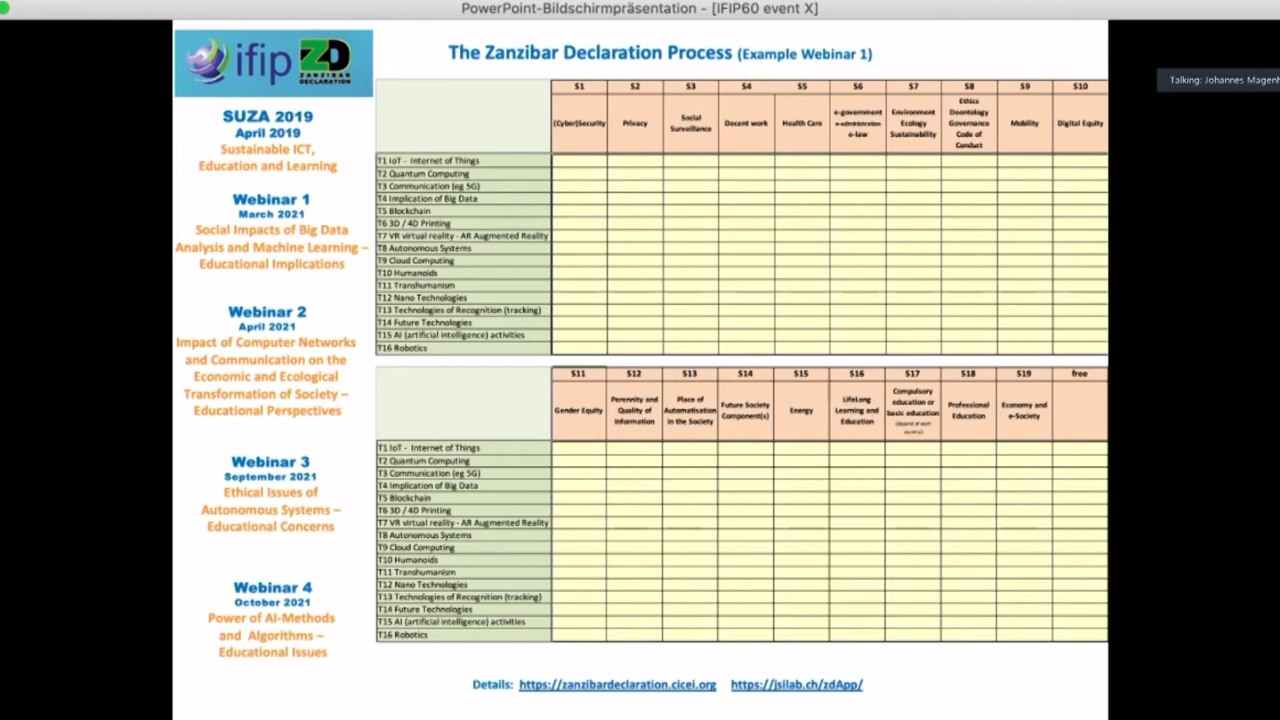 PowerPoint-Bildschirmpräsentation - [IFIP60 event X]
Talking: Johannes Magenh
ifip ZD
ZANZIBAR
DECLARATION
The Zanzibar Declaration Process (Example Webinar 1)
SUZA 2019
April 2019
Sustainable ICT,
Education and Learning
Webinar 1
March 2021
Social Impacts of Big Data
Analysis and Machine Learning –
Educational Implications
Webinar 2
April 2021
Impact of Computer Networks
and Communication on the
Economic and Ecological
Transformation of Society –
Educational Perspectives
Webinar 3
September 2021
Ethical Issues of
Autonomous Systems –
Educational Concerns
Webinar 4
October 2021
Power of AI-Methods
and Algorithms –
Educational Issues
S1 S2 S3 S4 S5 S6 S7 S8 S9 S10
(Cyber)Security
Privacy
Social
Surveillance
Decent work
Health Care
e-government
e-administration
e-law
Environment
Ecology
Sustainability
Ethics
Deontology
Governance
Code of
Conduct
Mobility
Digital Equity
T1 IoT - Internet of Things
T2 Quantum Computing
T3 Communication (eg 5G)
T4 Implication of Big Data
T5 Blockchain
T6 3D / 4D Printing
T7 VR virtual reality - AR Augmented Reality
T8 Autonomous Systems
T9 Cloud Computing
T10 Humanoids
T11 Transhumanism
T12 Nano Technologies
T13 Technologies of Recognition (tracking)
T14 Future Technologies
T15 AI (artificial intelligence) activities
T16 Robotics
S11 S12 S13 S14 S15 S16 S17 S18 S19 free
Gender Equity
Perennity and
Quality of
Information
Place of
Automatisation
in the Society
Future Society
Component(s)
Energy
LifeLong
Learning and
Education
Compulsory
education or
basic education
Professional
Education
Economy and
e-Society
T1 IoT - Internet of Things
T2 Quantum Computing
T3 Communication (eg 5G)
T4 Implication of Big Data
T5 Blockchain
T6 3D / 4D Printing
T7 VR virtual reality - AR Augmented Reality
T8 Autonomous Systems
T9 Cloud Computing
T10 Humanoids
T11 Transhumanism
T12 Nano Technologies
T13 Technologies of Recognition (tracking)
T14 Future Technologies
T15 AI (artificial intelligence) activities
T16 Robotics
Details: https://zanzibardeclaration.cicei.org https://jsilab.ch/zdApp/